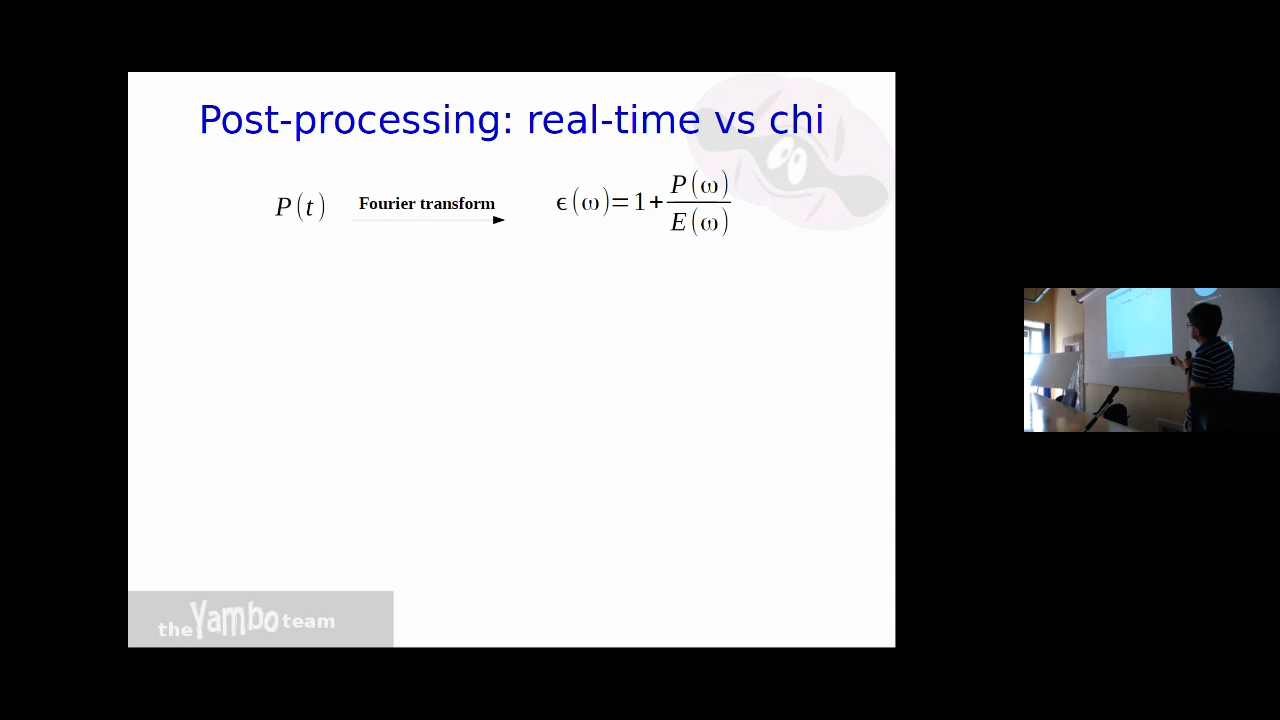 Post-processing: real-time vs chi
P(t) Fourier transform ϵ(ω)=1+P(ω)/E(ω)
the Yambo team